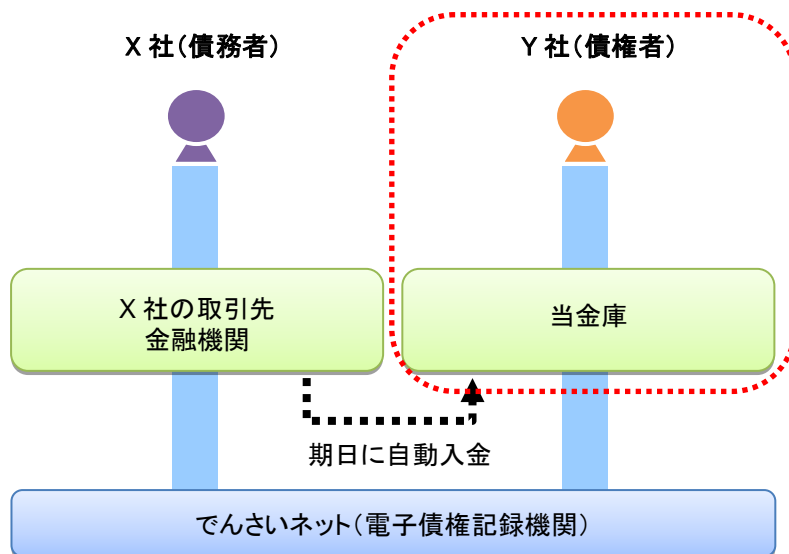 X 社（債務者）
Y 社（債権者）
X 社の取引先
金融機関
当金庫
期日に自動入金
でんさいネット（電子債権記録機関）